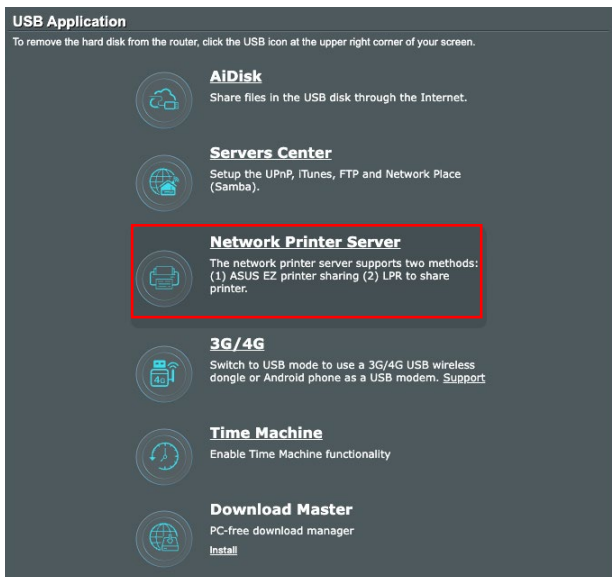 USB Application
To remove the hard disk from the router, click the USB icon at the upper right corner of your screen.
AiDisk
Share files in the USB disk through the Internet.
Servers Center
Setup the UPnP, iTunes, FTP and Network Place
(Samba).
Network Printer Server
The network printer server supports two methods:
(1) ASUS EZ printer sharing (2) LPR to share
printer.
3G/4G
4G
Switch to USB mode to use a 3G/4G USB wireless
dongle or Android phone as a USB modem. Support
Time Machine
Enable Time Machine functionality
Download Master
PC-free download manager
Install